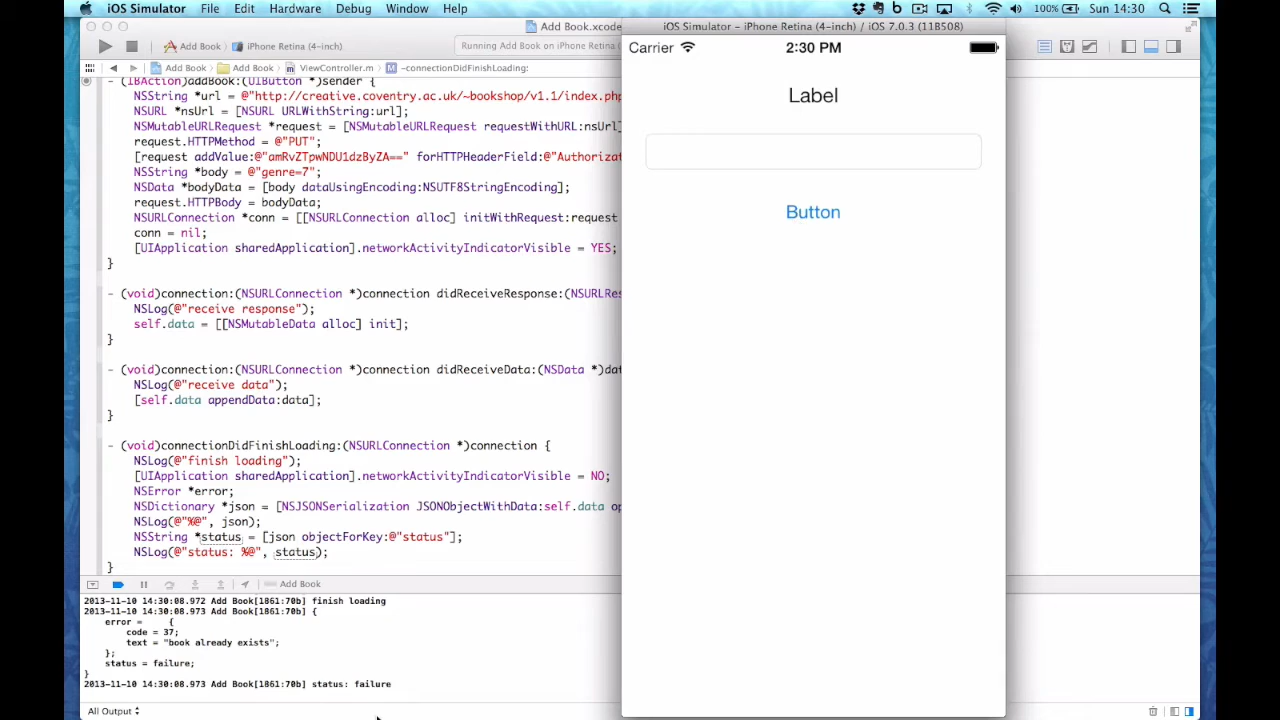 iOS Simulator File Edit Hardware Debug Window Help 100% Sun 14:30
Add Book.xcode
iOS Simulator – iPhone Retina (4-inch) / iOS 7.0.3 (11B508)
Add Book iPhone Retina (4-inch) Running Add Book on iPhone Retina
Add Book Add Book ViewController.m -connectionDidFinishLoading:
- (IBAction)addBook:(UIButton *)sender {
NSString *url = @"http://creative.coventry.ac.uk/~bookshop/v1.1/index.php
NSURL *nsUrl = [NSURL URLWithString:url];
NSMutableURLRequest *request = [NSMutableURLRequest requestWithURL:nsUrl]
request.HTTPMethod = @"PUT";
[request addValue:@"amRvZTpwNDU1dzByZA==" forHTTPHeaderField:@"Authorizat
NSString *body = @"genre=7";
NSData *bodyData = [body dataUsingEncoding:NSUTF8StringEncoding];
request.HTTPBody = bodyData;
NSURLConnection *conn = [[NSURLConnection alloc] initWithRequest:request
conn = nil;
[UIApplication sharedApplication].networkActivityIndicatorVisible = YES;
}
- (void)connection:(NSURLConnection *)connection didReceiveResponse:(NSURLRes
NSLog(@"receive response");
self.data = [[NSMutableData alloc] init];
}
- (void)connection:(NSURLConnection *)connection didReceiveData:(NSData *)dat
NSLog(@"receive data");
[self.data appendData:data];
}
- (void)connectionDidFinishLoading:(NSURLConnection *)connection {
NSLog(@"finish loading");
[UIApplication sharedApplication].networkActivityIndicatorVisible = NO;
NSError *error;
NSDictionary *json = [NSJSONSerialization JSONObjectWithData:self.data op
NSLog(@"%@", json);
NSString *status = [json objectForKey:@"status"];
NSLog(@"status: %@", status);
}
Add Book
2013-11-10 14:30:08.972 Add Book[1861:70b] finish loading
2013-11-10 14:30:08.973 Add Book[1861:70b] {
error = {
code = 37;
text = "book already exists";
};
status = failure;
}
2013-11-10 14:30:08.973 Add Book[1861:70b] status: failure
All Output
Carrier 2:30 PM
Label
Button